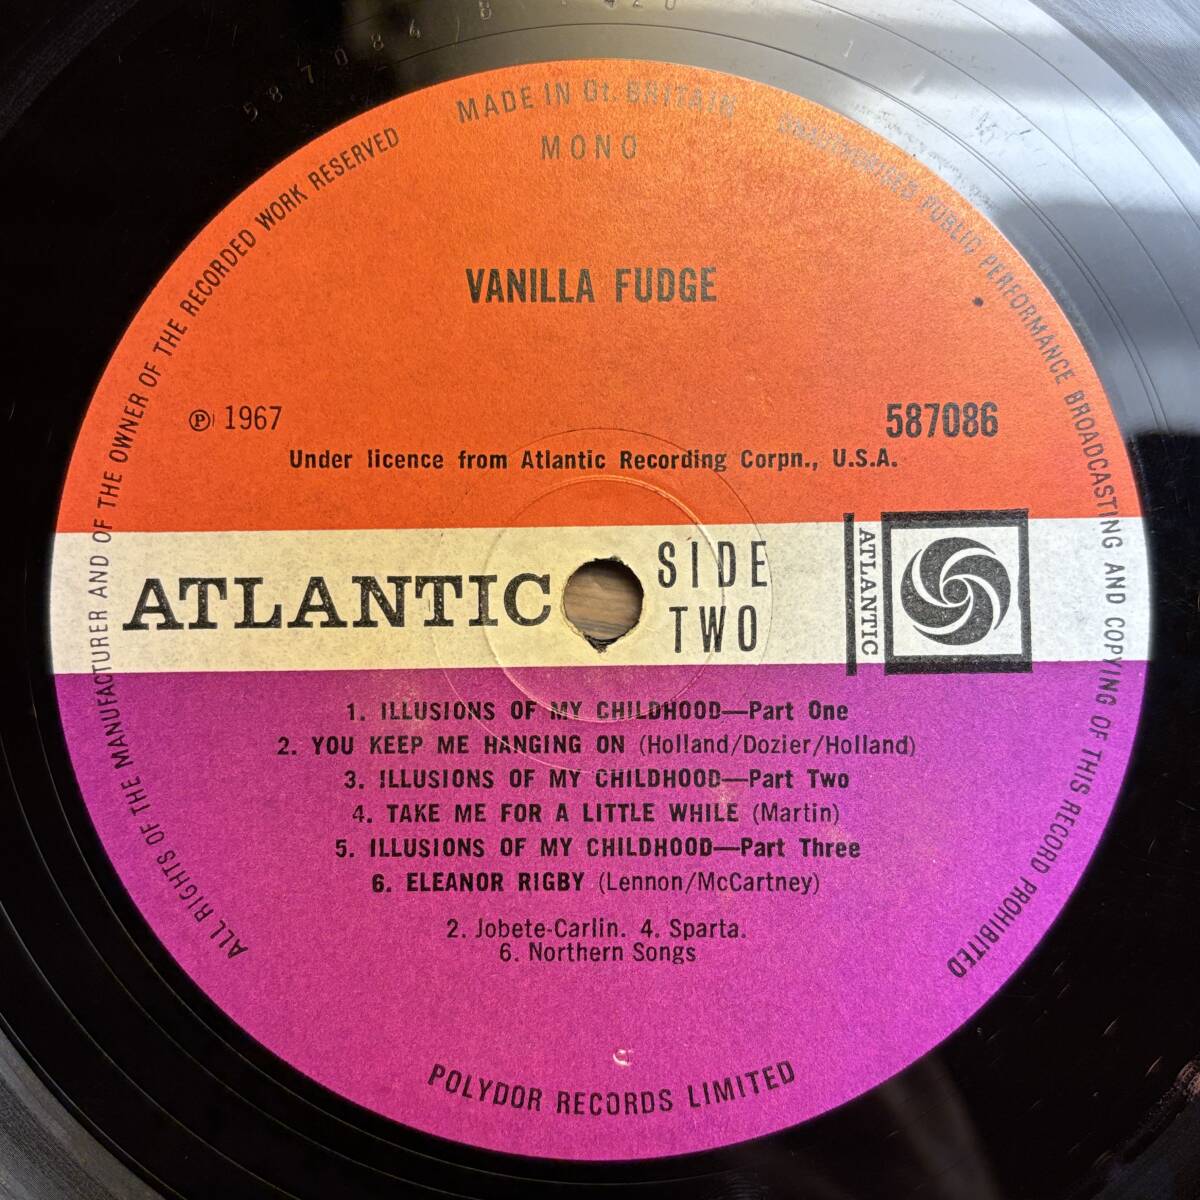 MADE IN Gt. BRITAIN
MONO
VANILLA FUDGE
℗ 1967
587086
Under licence from Atlantic Recording Corpn., U.S.A.
ATLANTIC
SIDE
TWO
ATLANTIC
1. ILLUSIONS OF MY CHILDHOOD—Part One
2. YOU KEEP ME HANGING ON (Holland/Dozier/Holland)
3. ILLUSIONS OF MY CHILDHOOD—Part Two
4. TAKE ME FOR A LITTLE WHILE (Martin)
5. ILLUSIONS OF MY CHILDHOOD—Part Three
6. ELEANOR RIGBY (Lennon/McCartney)
2. Jobete-Carlin. 4. Sparta.
6. Northern Songs
POLYDOR RECORDS LIMITED
ALL RIGHTS OF THE MANUFACTURER AND OF THE OWNER OF THE RECORDED WORK RESERVED
UNAUTHORISED PUBLIC PERFORMANCE BROADCASTING AND COPYING OF THIS RECORD PROHIBITED